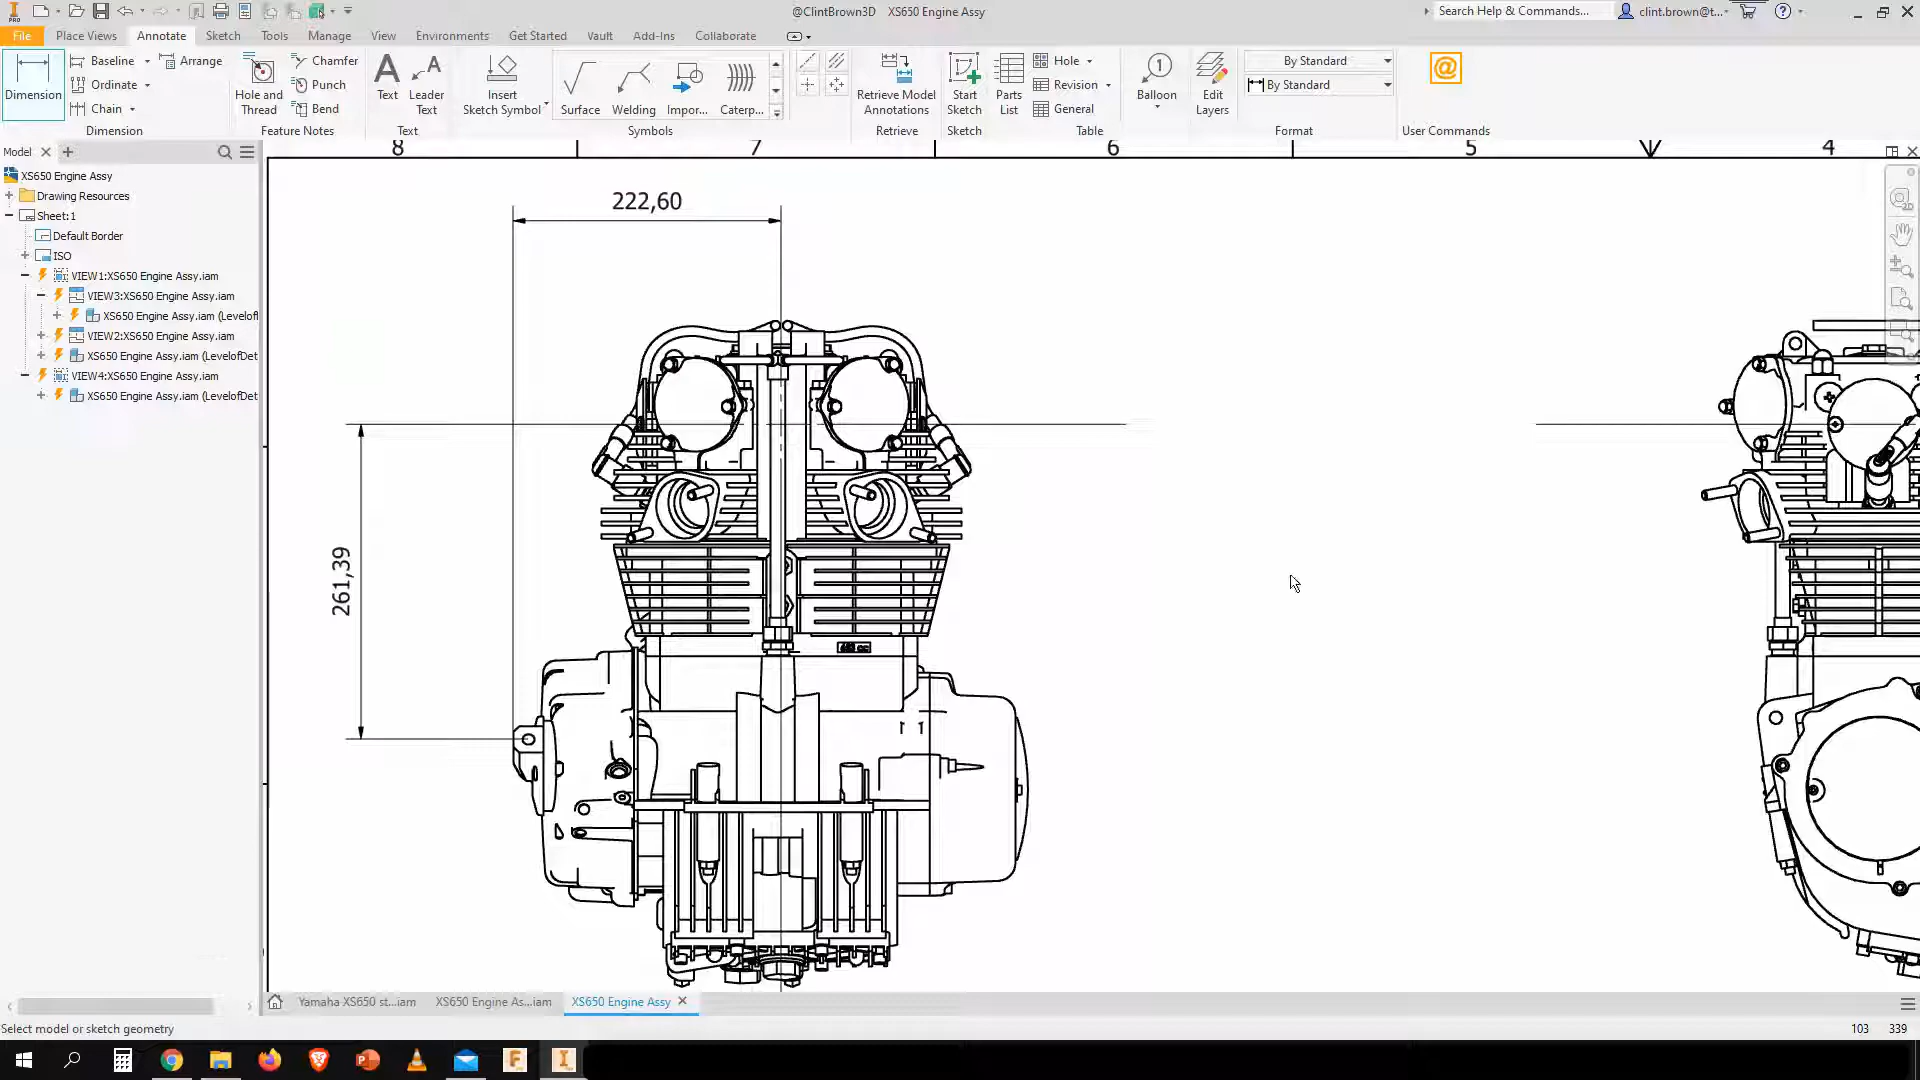 PRO
@ClintBrown3D XS650 Engine Assy
Search Help & Commands...
clint.brown@t...
File Place Views Annotate Sketch Tools Manage View Environments Get Started Vault Add-Ins Collaborate
Dimension
Baseline
Ordinate
Chain
Arrange
Dimension
Hole and
Thread
Chamfer
Punch
Bend
Feature Notes
Text
Leader
Text
Text
Insert
Sketch Symbol
Surface Welding Impor... Caterp...
Symbols
Retrieve Model
Annotations
Retrieve
Start
Sketch
Sketch
Parts
List
Hole
Revision
General
Table
1
Balloon
Edit
Layers
By Standard
By Standard
Format
@
User Commands
Model
XS650 Engine Assy
Drawing Resources
Sheet:1
Default Border
ISO
VIEW1:XS650 Engine Assy.iam
VIEW3:XS650 Engine Assy.iam
XS650 Engine Assy.iam (Levelof
VIEW2:XS650 Engine Assy.iam
XS650 Engine Assy.iam (LevelofDet
VIEW4:XS650 Engine Assy.iam
XS650 Engine Assy.iam (LevelofDet
8 7 6 5 4
222,60
261,39
Yamaha XS650 st...iam XS650 Engine As...iam XS650 Engine Assy
Select model or sketch geometry
103 339